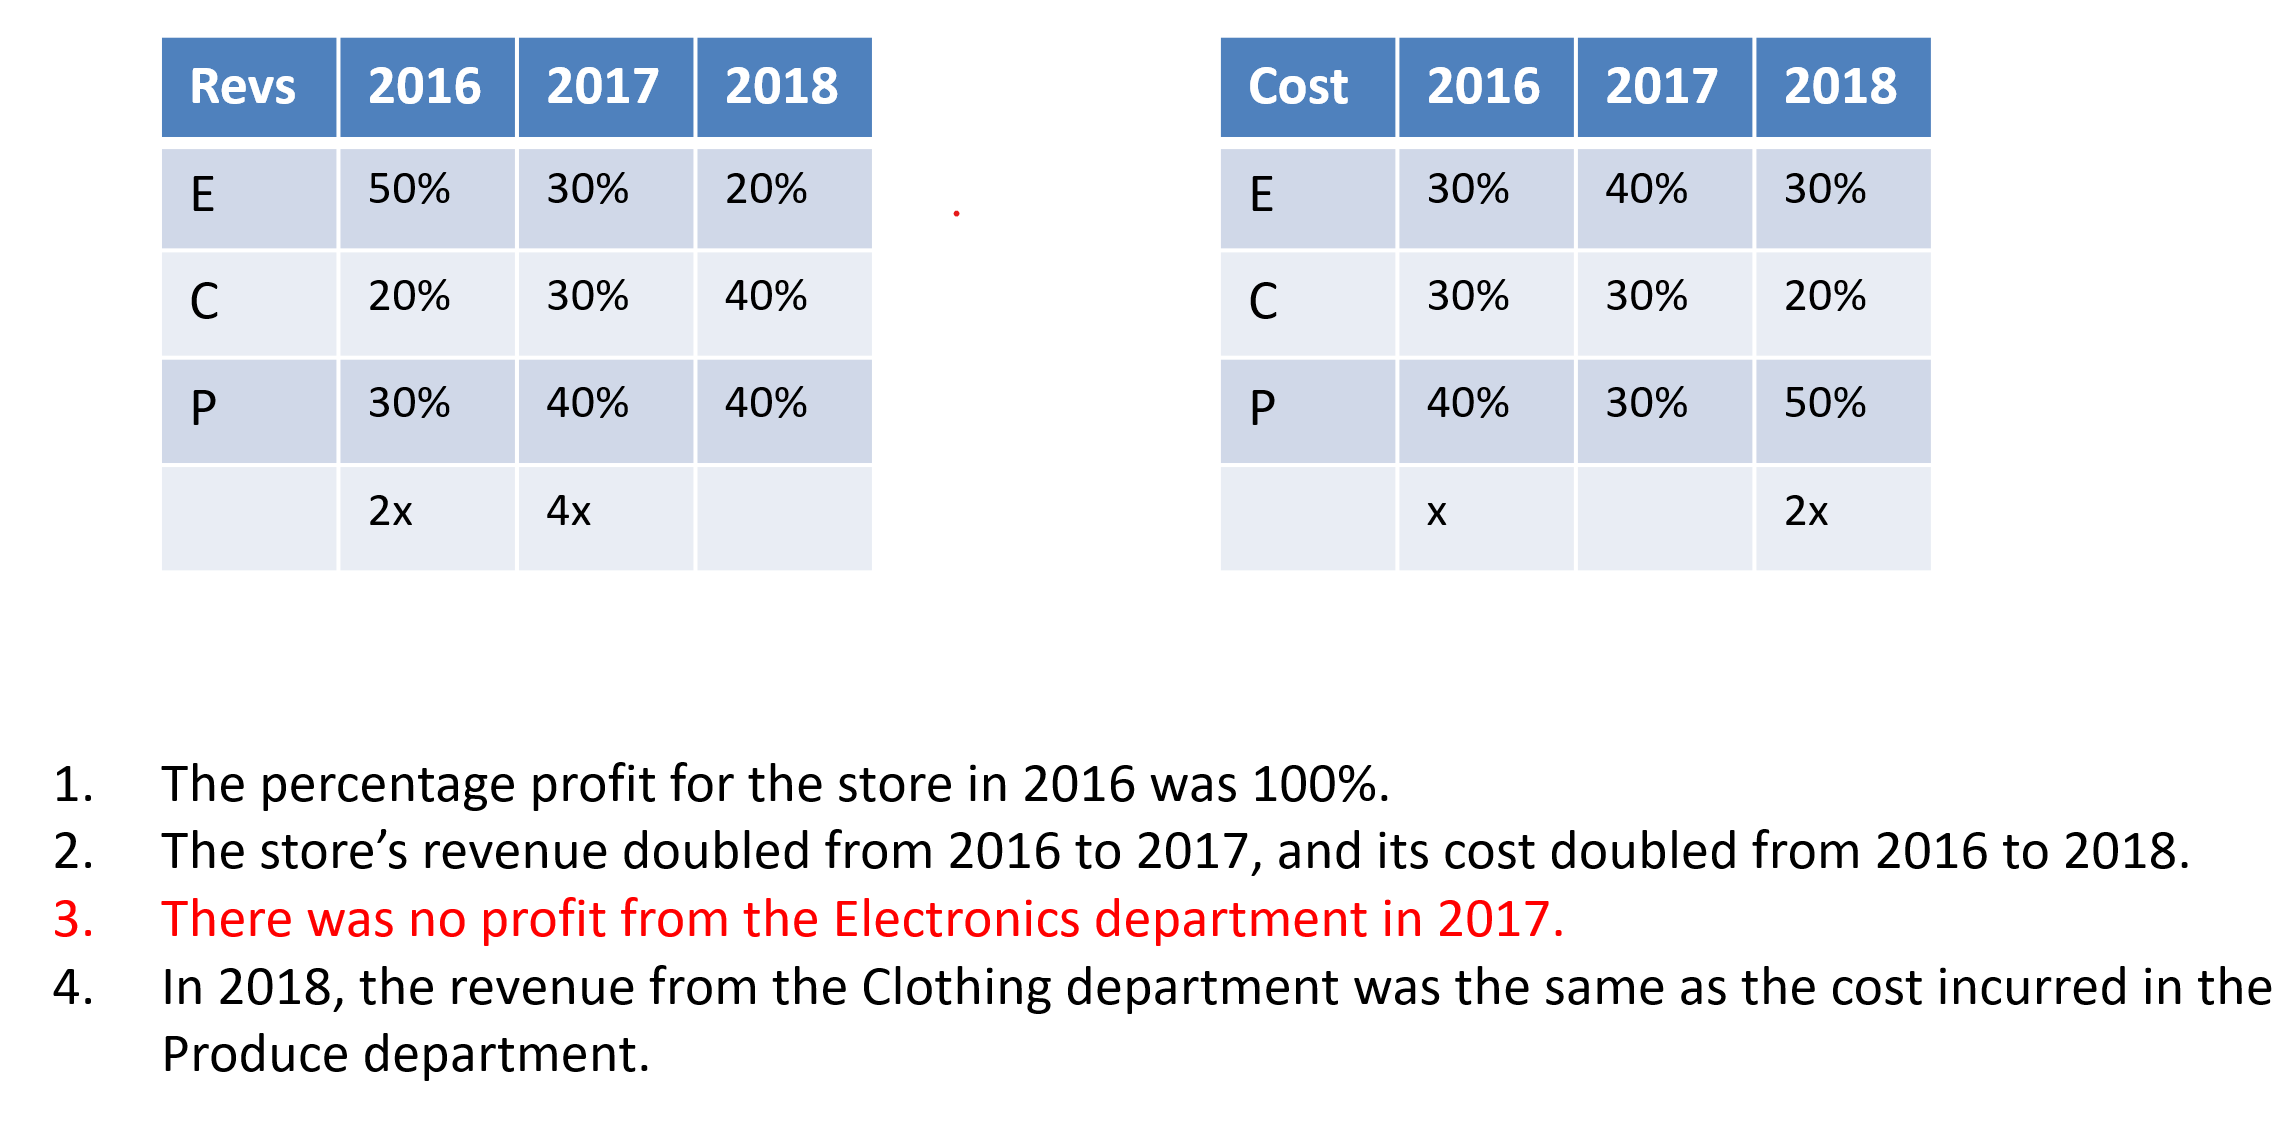 Revs 2016 2017 2018
E 50% 30% 20%
C 20% 30% 40%
P 30% 40% 40%
2x 4x
Cost 2016 2017 2018
E 30% 40% 30%
C 30% 30% 20%
P 40% 30% 50%
x 2x
1. The percentage profit for the store in 2016 was 100%.
2. The store’s revenue doubled from 2016 to 2017, and its cost doubled from 2016 to 2018.
3. There was no profit from the Electronics department in 2017.
4. In 2018, the revenue from the Clothing department was the same as the cost incurred in the
Produce department.